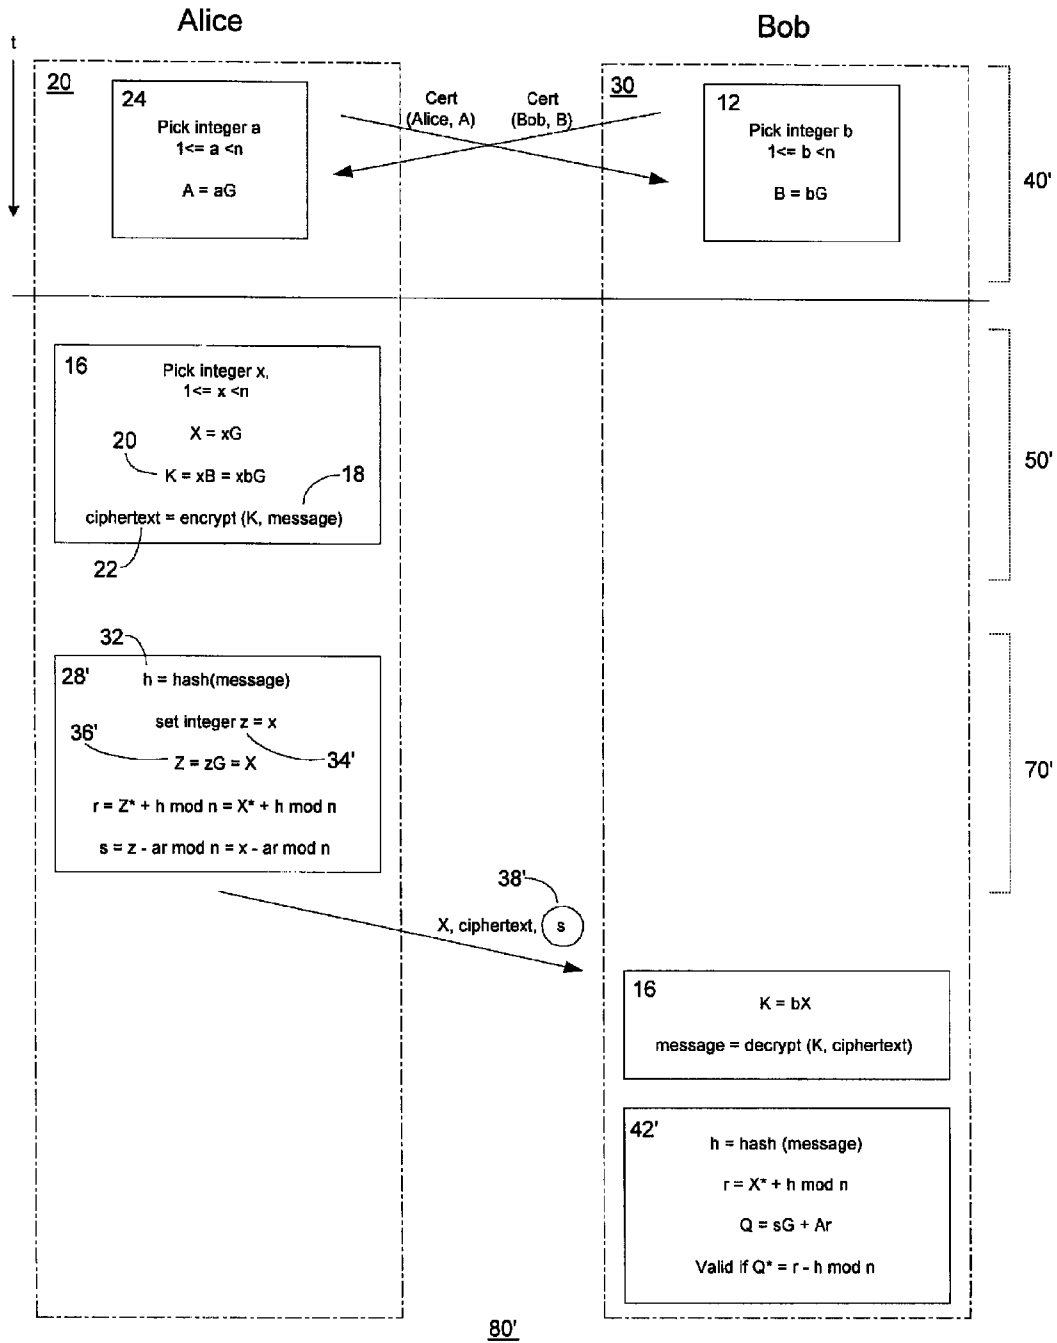 Alice
Bob
t
20
24
Pick integer a
1<= a <n
A = aG
Cert
(Alice, A)
Cert
(Bob, B)
30
12
Pick integer b
1<= b <n
B = bG
40'
16
Pick integer x,
1<= x <n
X = xG
20
K = xB = xbG
18
ciphertext = encrypt (K, message)
22
50'
32
28'
h = hash(message)
set integer z = x
36'
34'
Z = zG = X
r = Z* + h mod n = X* + h mod n
s = z - ar mod n = x - ar mod n
70'
38'
X, ciphertext, s
16
K = bX
message = decrypt (K, ciphertext)
42'
h = hash (message)
r = X* + h mod n
Q = sG + Ar
Valid if Q* = r - h mod n
80'